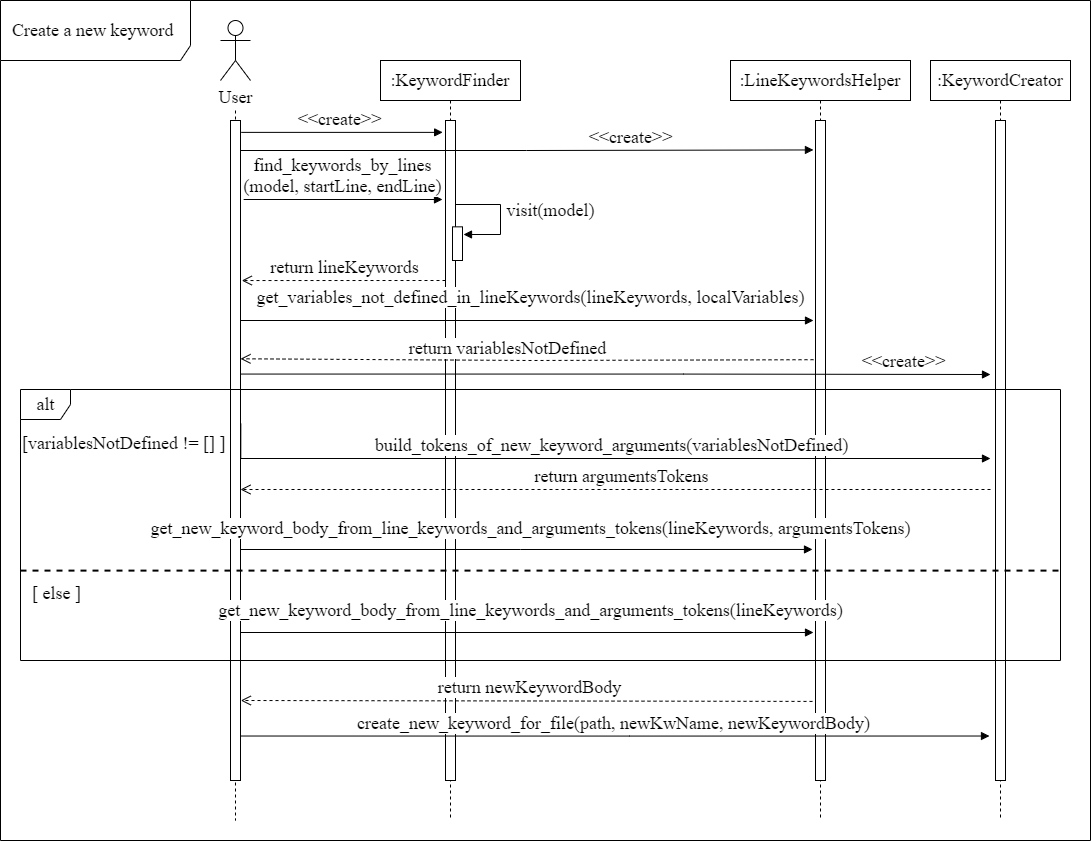 Create a new keyword
User
:KeywordFinder
:LineKeywordsHelper
:KeywordCreator
<<create>>
<<create>>
find_keywords_by_lines
(model, startLine, endLine)
visit(model)
return lineKeywords
get_variables_not_defined_in_lineKeywords(lineKeywords, localVariables)
return variablesNotDefined
<<create>>
alt
[variablesNotDefined != [] ]
build_tokens_of_new_keyword_arguments(variablesNotDefined)
return argumentsTokens
get_new_keyword_body_from_line_keywords_and_arguments_tokens(lineKeywords, argumentsTokens)
[ else ]
get_new_keyword_body_from_line_keywords_and_arguments_tokens(lineKeywords)
return newKeywordBody
create_new_keyword_for_file(path, newKwName, newKeywordBody)